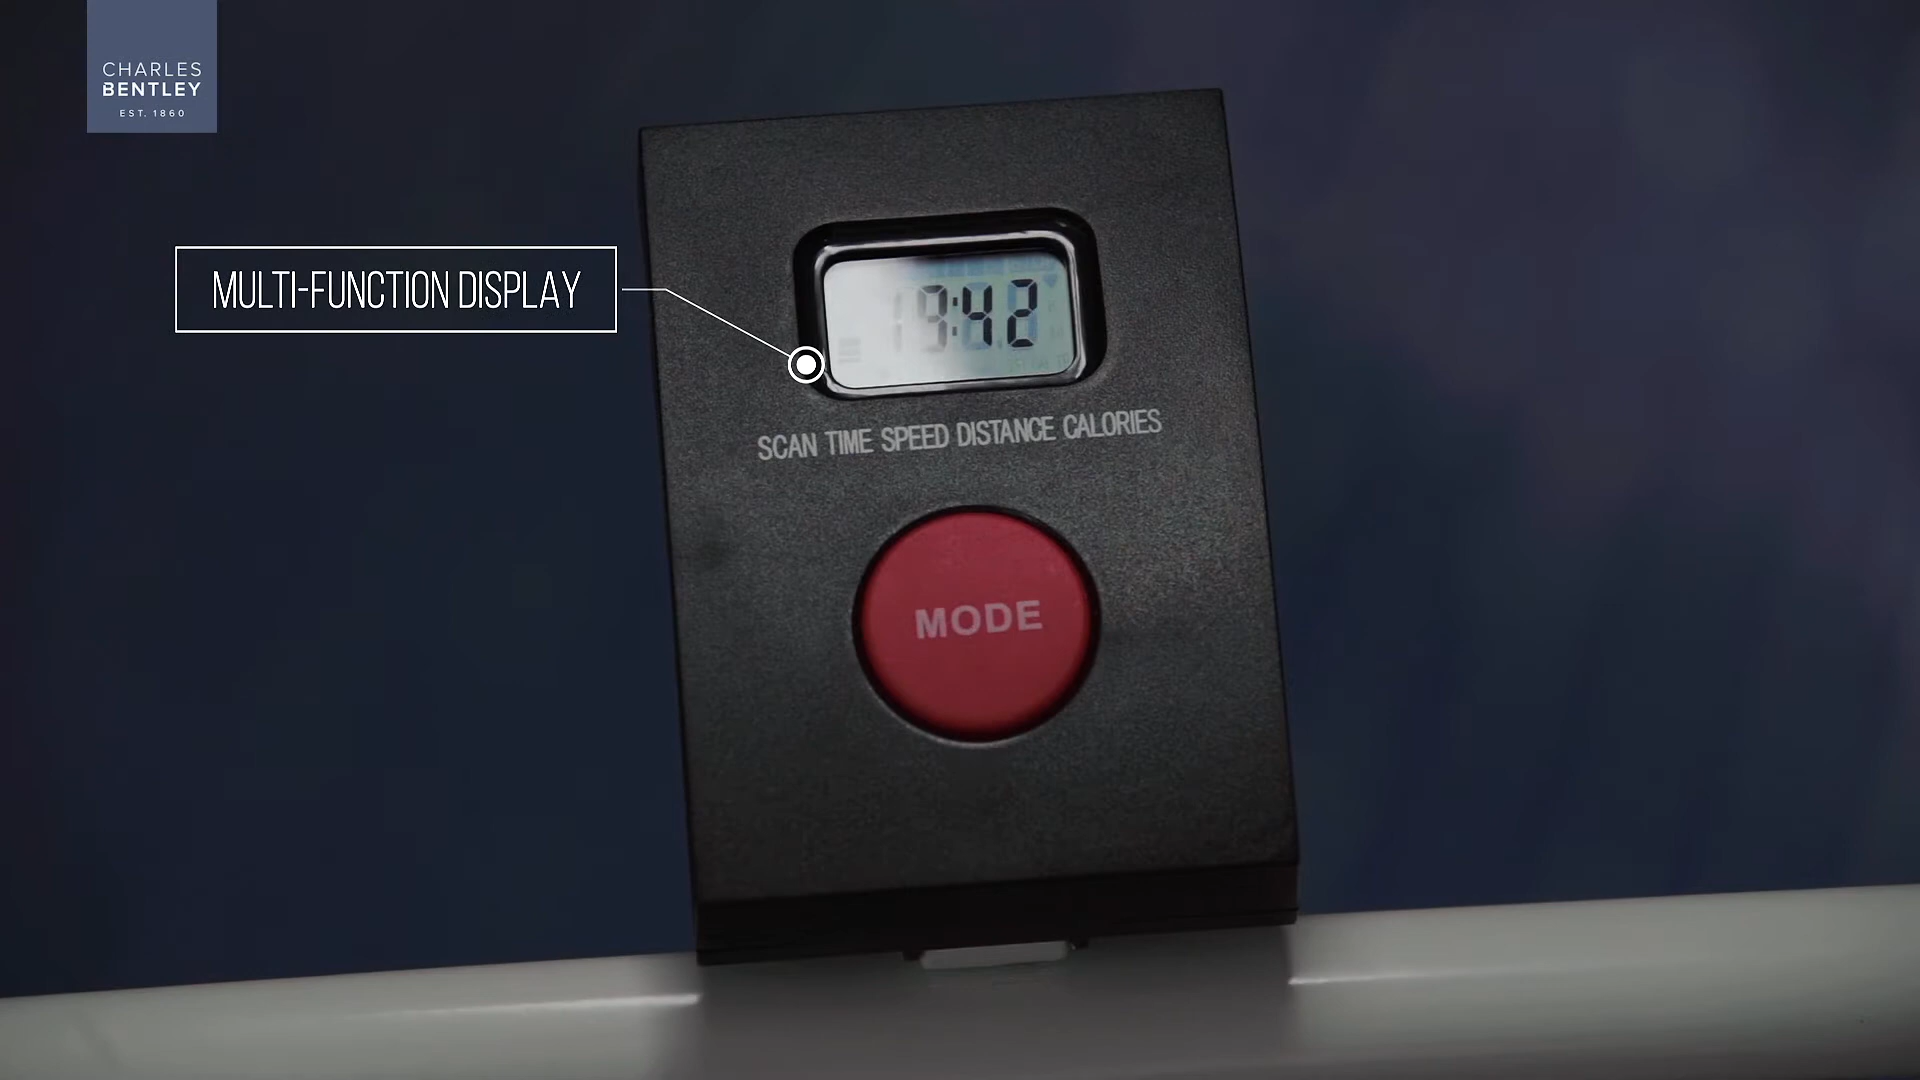 CHARLES
BENTLEY
EST. 1860
MULTI-FUNCTION DISPLAY
19:42
SCAN TIME SPEED DISTANCE CALORIES
MODE